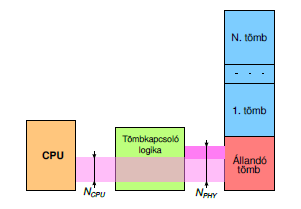 N. tömb
- - -
1. tömb
Tömbkapcsoló
logika
CPU
Állandó
tömb
NCPU
NPHY